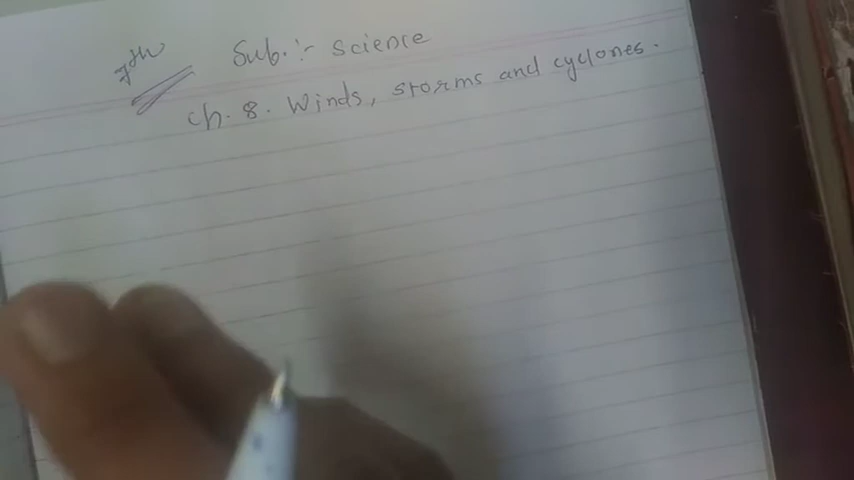 7th
Sub. :- Science
Ch. 8. Winds, storms and cyclones.